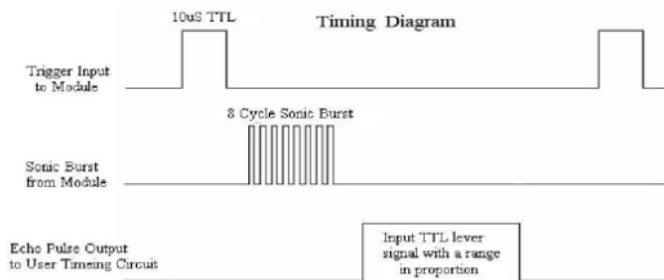 10uS TTL
Timing Diagram
Trigger Input
to Module
8 Cycle Sonic Burst
Sonic Burst
from Module
Echo Pulse Output
to User Timeing Circuit
Input TTL lever
signal with a range
in proportion